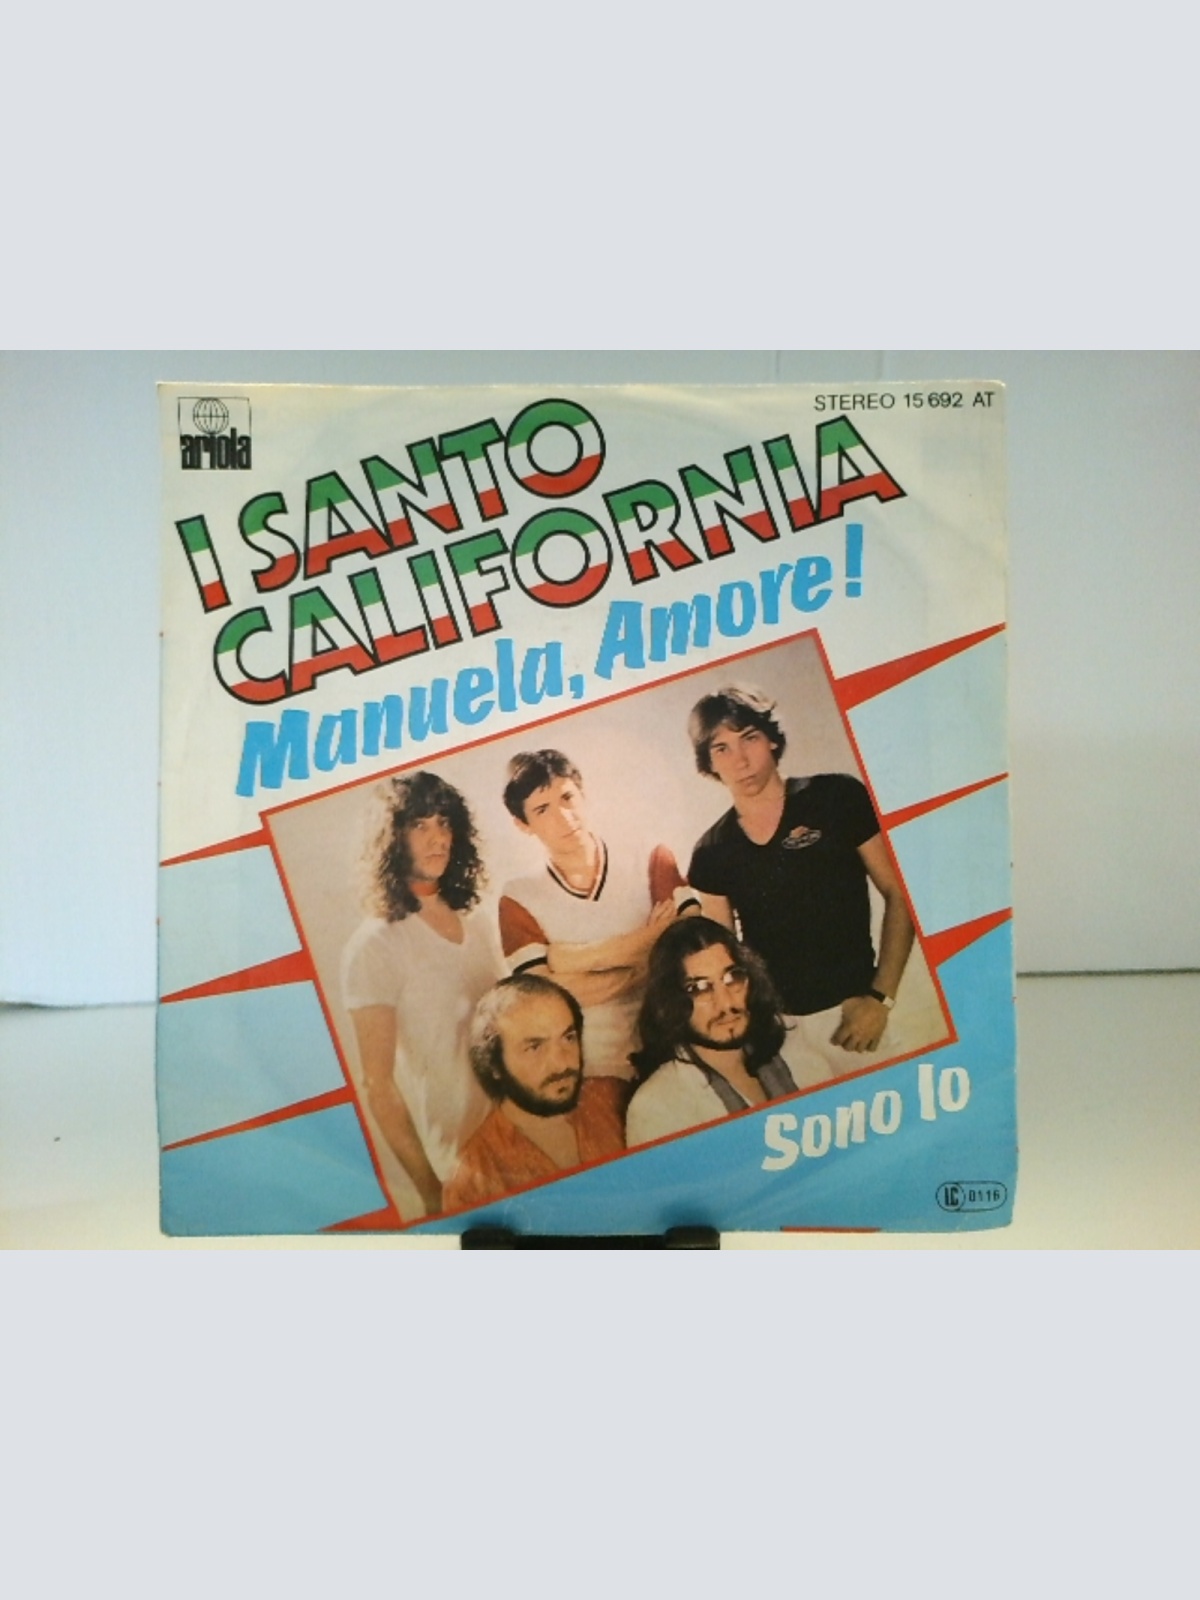 ariola
STEREO 15 692 AT
I SANTO
CALIFORNIA
Manuela, Amore!
Sono Io
LC 0116